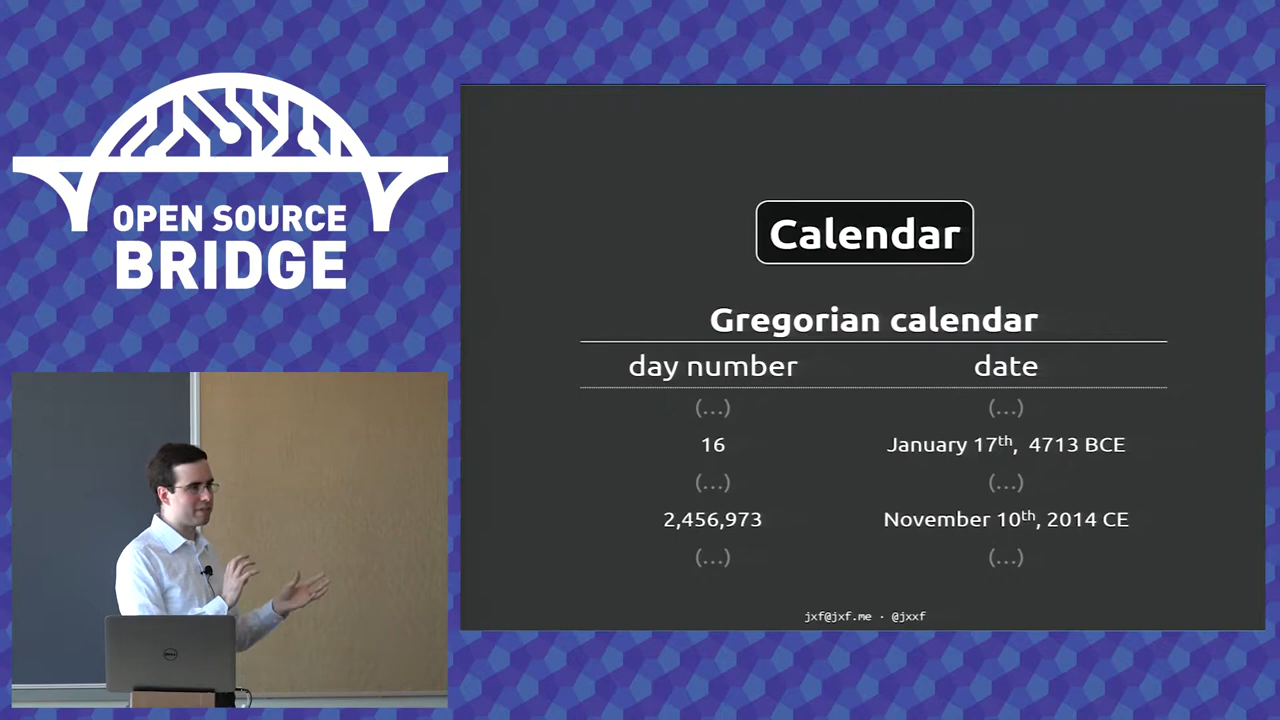 OPEN SOURCE
BRIDGE
Calendar
Gregorian calendar
day number date
(...) (...)
16 January 17th, 4713 BCE
(...) (...)
2,456,973 November 10th, 2014 CE
(...) (...)
jxf@jxf.me · @jxxf
DELL